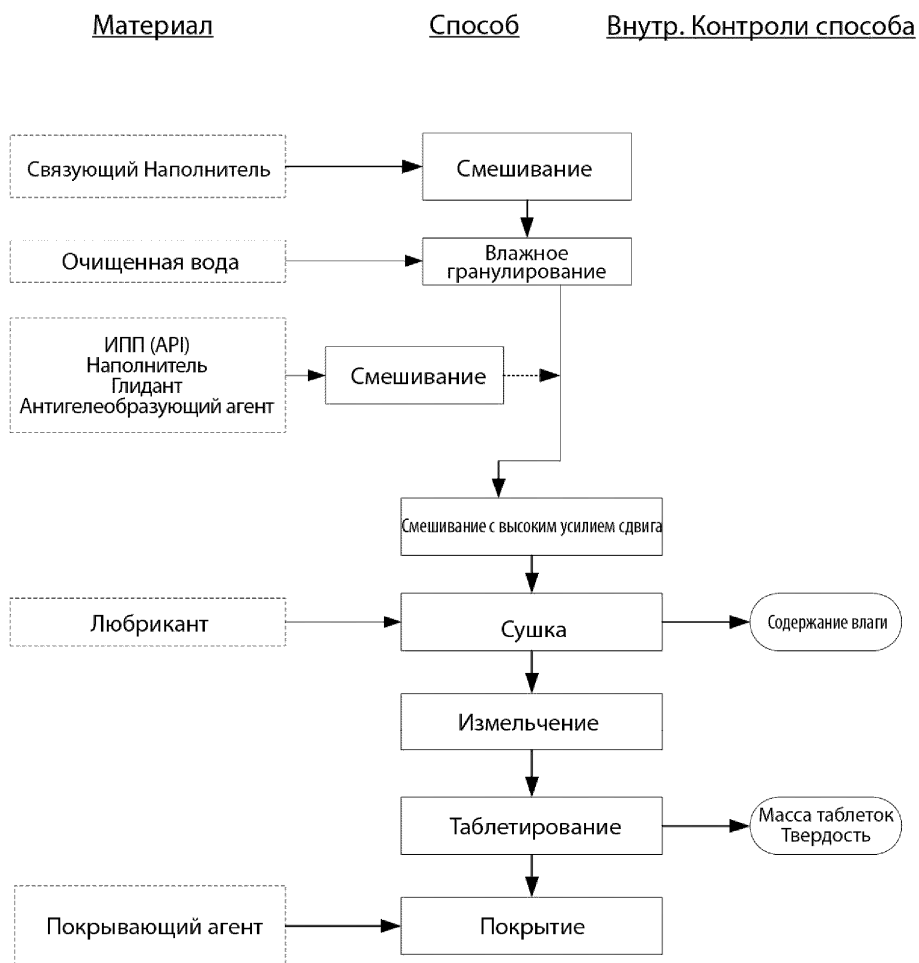 Материал Способ Внутр. Контроли способа
Связующий Наполнитель
Смешивание
Очищенная вода
Влажное
гранулирование
ИПП (API)
Наполнитель
Глидант
Антигелеобразующий агент
Смешивание
Смешивание с высоким усилием сдвига
Любрикант
Сушка
Содержание влаги
Измельчение
Таблетирование
Масса таблеток
Твердость
Покрывающий агент
Покрытие